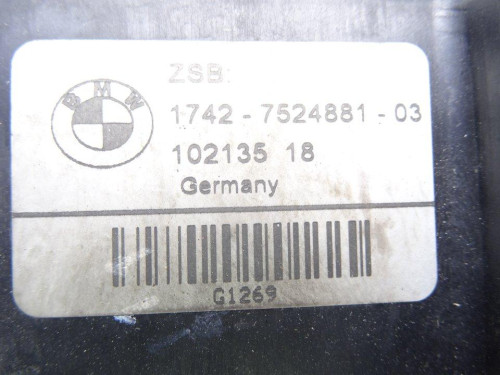 BMW
ZSB:
1742 - 7524881 - 03
102135 18
Germany
G1269